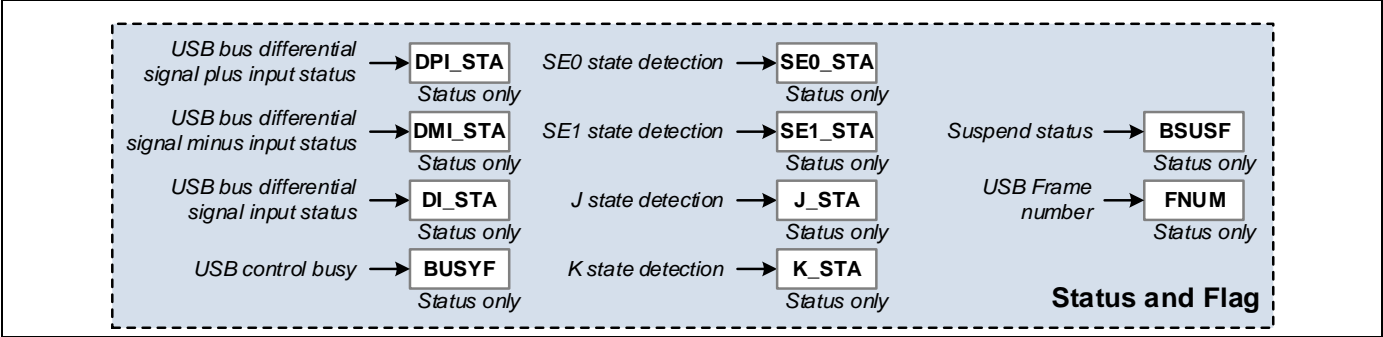 USB bus differential
signal plus input status
DPI_STA
Status only
USB bus differential
signal minus input status
DMI_STA
Status only
USB bus differential
signal input status
DI_STA
Status only
USB control busy
BUSYF
Status only
SE0 state detection
SE0_STA
Status only
SE1 state detection
SE1_STA
Status only
J state detection
J_STA
Status only
K state detection
K_STA
Status only
Suspend status
BSUSF
Status only
USB Frame
number
FNUM
Status only
Status and Flag